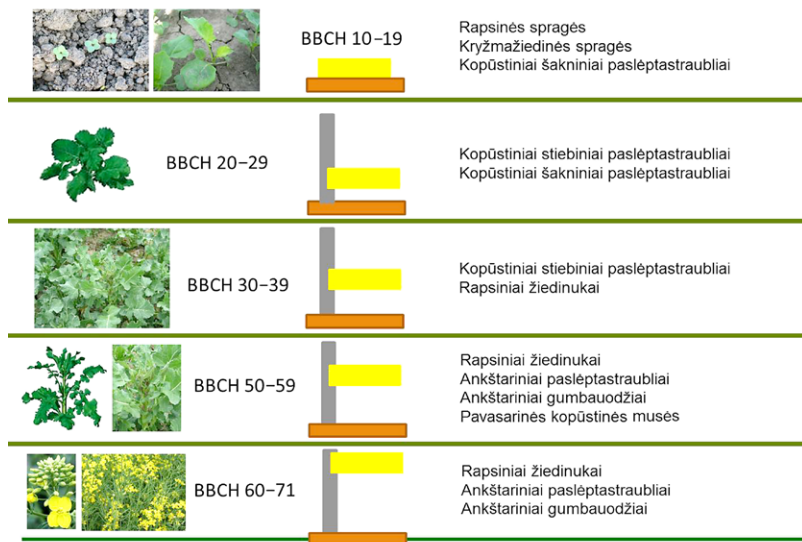 BBCH 10–19
Rapsinės spragės
Kryžmažiedinės spragės
Kopūstiniai šakniniai paslėptastraubliai
BBCH 20–29
Kopūstiniai stiebiniai paslėptastraubliai
Kopūstiniai šakniniai paslėptastraubliai
BBCH 30–39
Kopūstiniai stiebiniai paslėptastraubliai
Rapsiniai žiedinukai
BBCH 50–59
Rapsiniai žiedinukai
Ankštariniai paslėptastraubliai
Ankštariniai gumbauodžiai
Pavasarinės kopūstinės musės
BBCH 60–71
Rapsiniai žiedinukai
Ankštariniai paslėptastraubliai
Ankštariniai gumbauodžiai